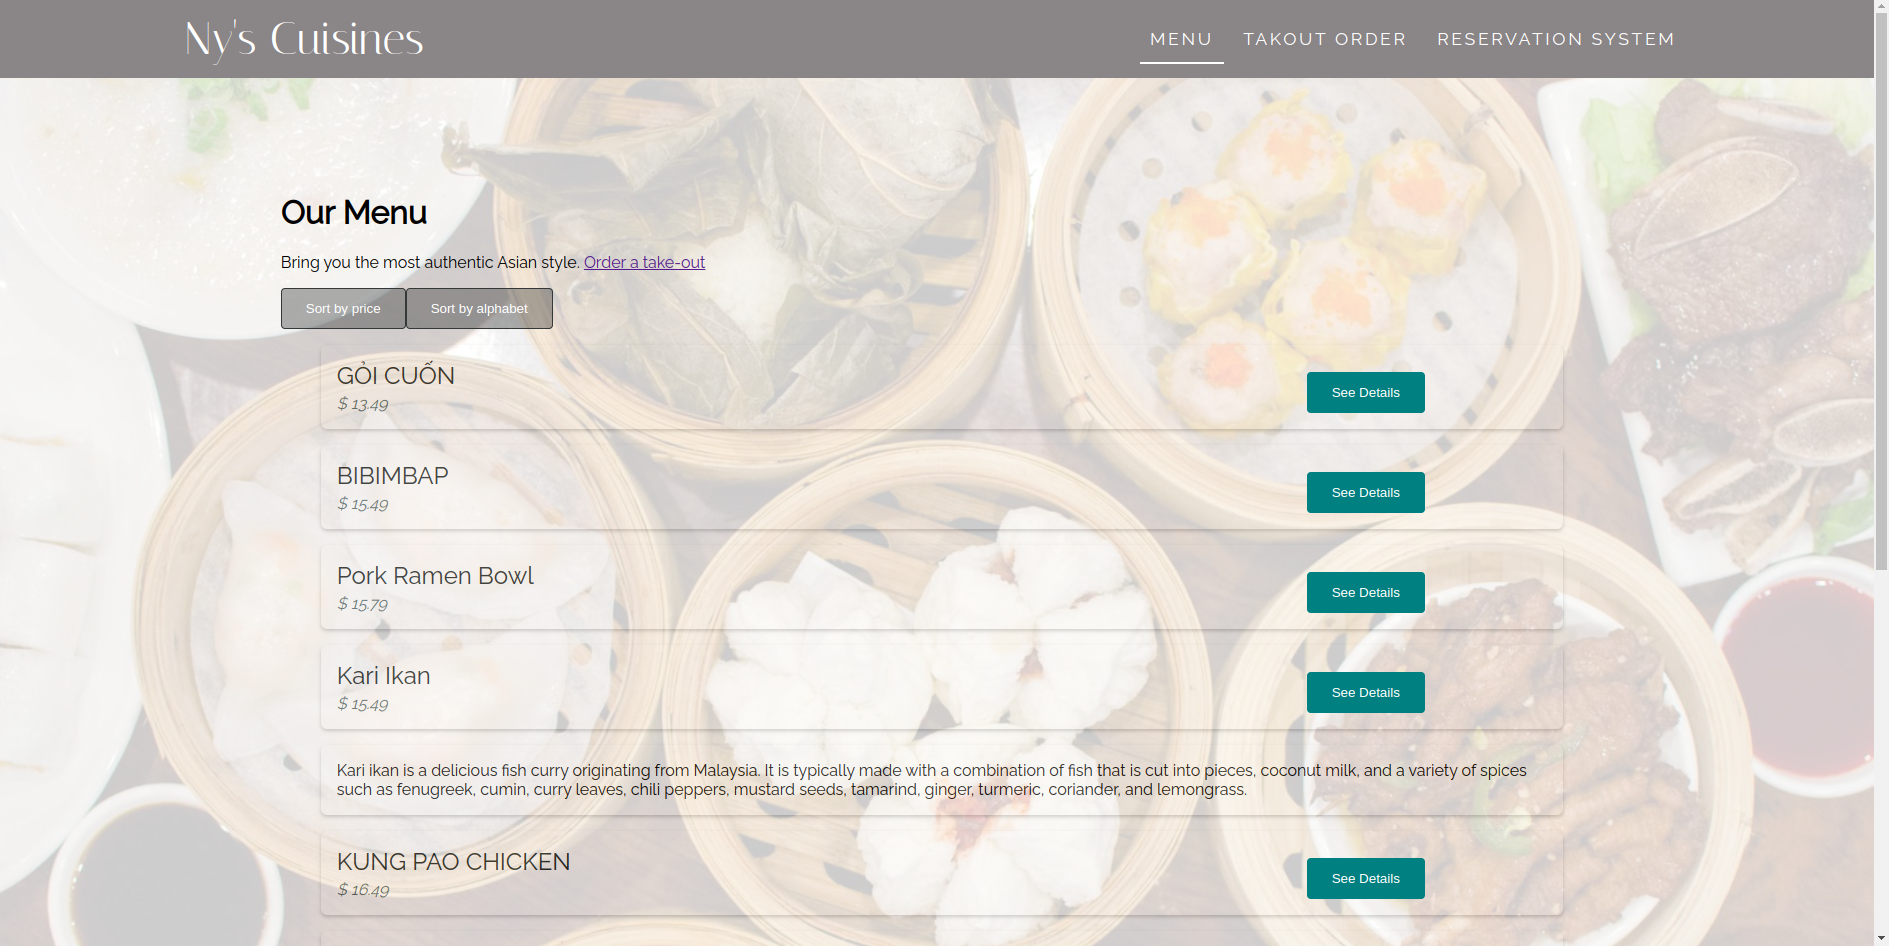 Ny's Cuisines
MENU TAKOUT ORDER RESERVATION SYSTEM
Our Menu
Bring you the most authentic Asian style. Order a take-out
Sort by price Sort by alphabet
GỎI CUỐN
$ 13.49
See Details
BIBIMBAP
$ 15.49
See Details
Pork Ramen Bowl
$ 15.79
See Details
Kari Ikan
$ 15.49
See Details
Kari ikan is a delicious fish curry originating from Malaysia. It is typically made with a combination of fish that is cut into pieces, coconut milk, and a variety of spices
such as fenugreek, cumin, curry leaves, chili peppers, mustard seeds, tamarind, ginger, turmeric, coriander, and lemongrass.
KUNG PAO CHICKEN
$ 16.49
See Details